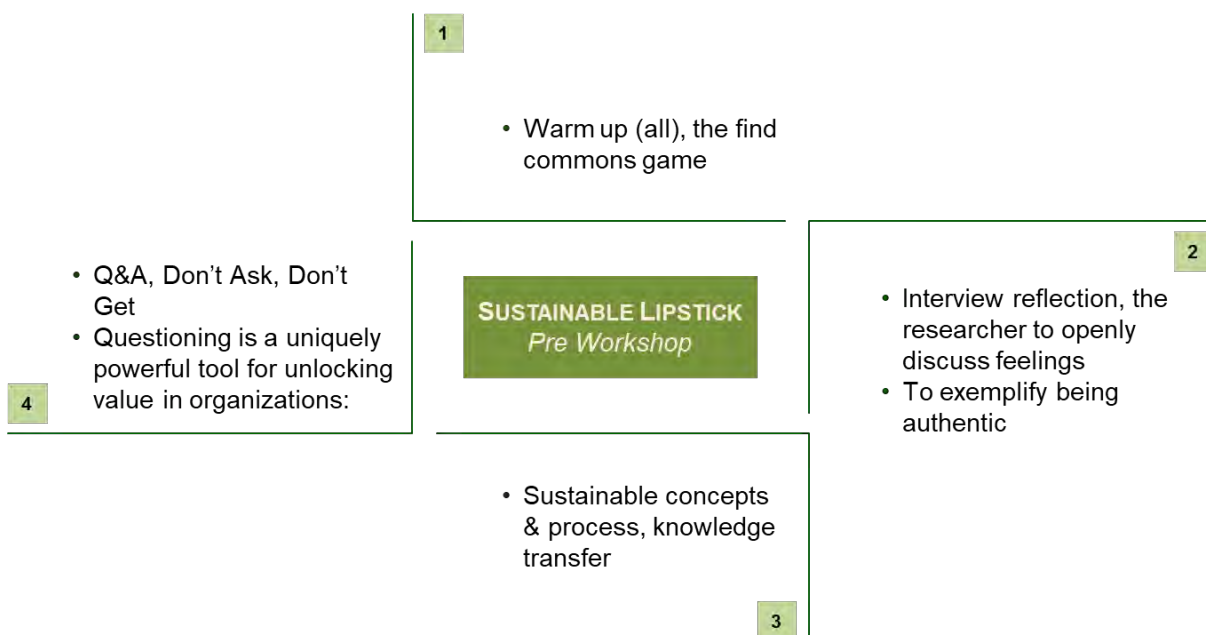 1
• Warm up (all), the find
commons game
2
• Interview reflection, the
researcher to openly
discuss feelings
• To exemplify being
authentic
SUSTAINABLE LIPSTICK
Pre Workshop
• Sustainable concepts
& process, knowledge
transfer
3
• Q&A, Don’t Ask, Don’t
Get
• Questioning is a uniquely
powerful tool for unlocking
value in organizations:
4